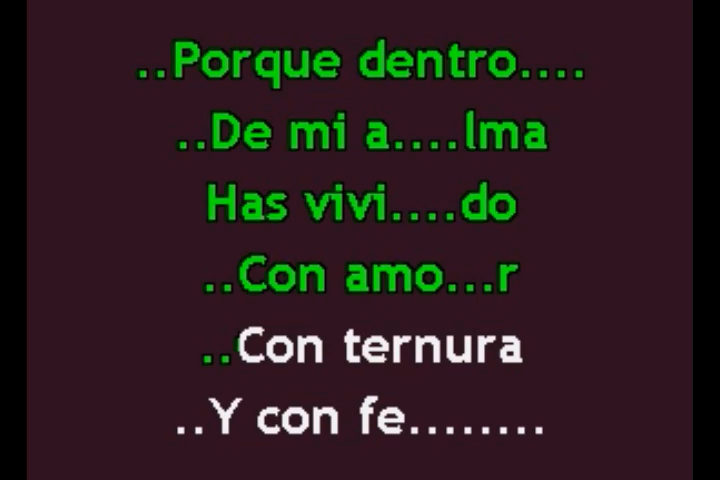 ..Porque dentro....
..De mi a....lma
Has vivi....do
..Con amo...r
..Con ternura
..Y con fe........